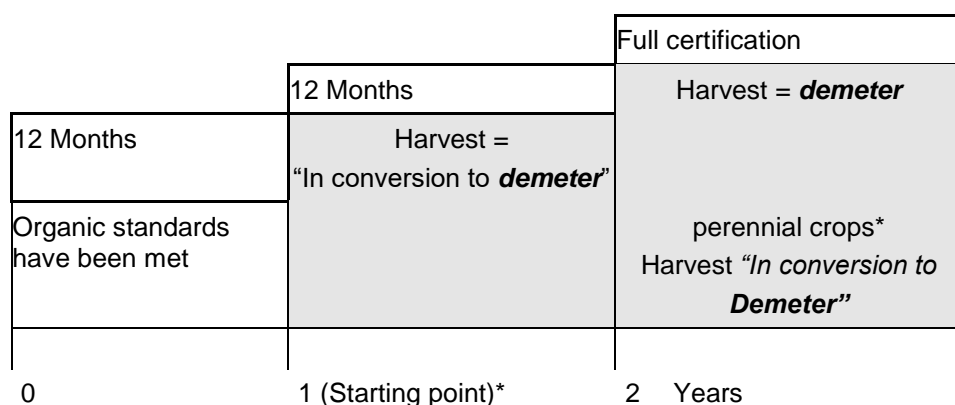 Full certification
12 Months
Harvest = demeter
12 Months
Harvest =
“In conversion to demeter”
Organic standards
have been met
perennial crops*
Harvest “In conversion to
Demeter”
0
1 (Starting point)*
2 Years